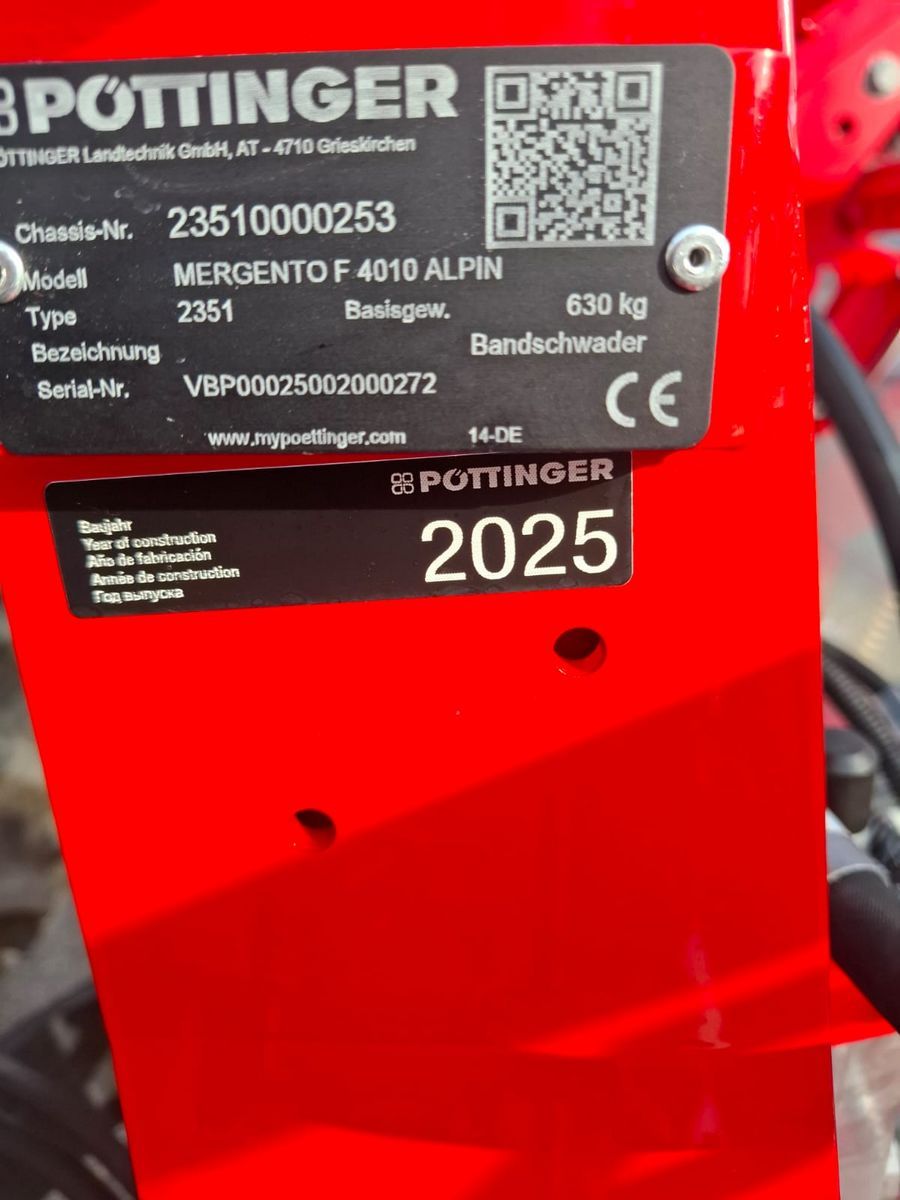 PÖTTINGER
PÖTTINGER Landtechnik GmbH, AT - 4710 Grieskirchen
Chassis-Nr. 23510000253
Modell MERGENTO F 4010 ALPIN
Type 2351 Basisgew. 630 kg
Bezeichnung Bandschwader
Serial-Nr. VBP00025002000272
CE
www.mypoettinger.com 14-DE
PÖTTINGER
Baujahr
Year of construction
Año de fabricación
Année de construction
Год выпуска
2025